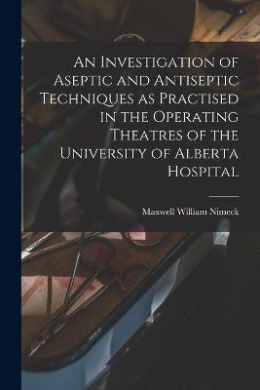 An Investigation of
Aseptic and Antiseptic
Techniques as Practised
in the Operating
Theatres of the
University of Alberta
Hospital
Maxwell William Nimeck